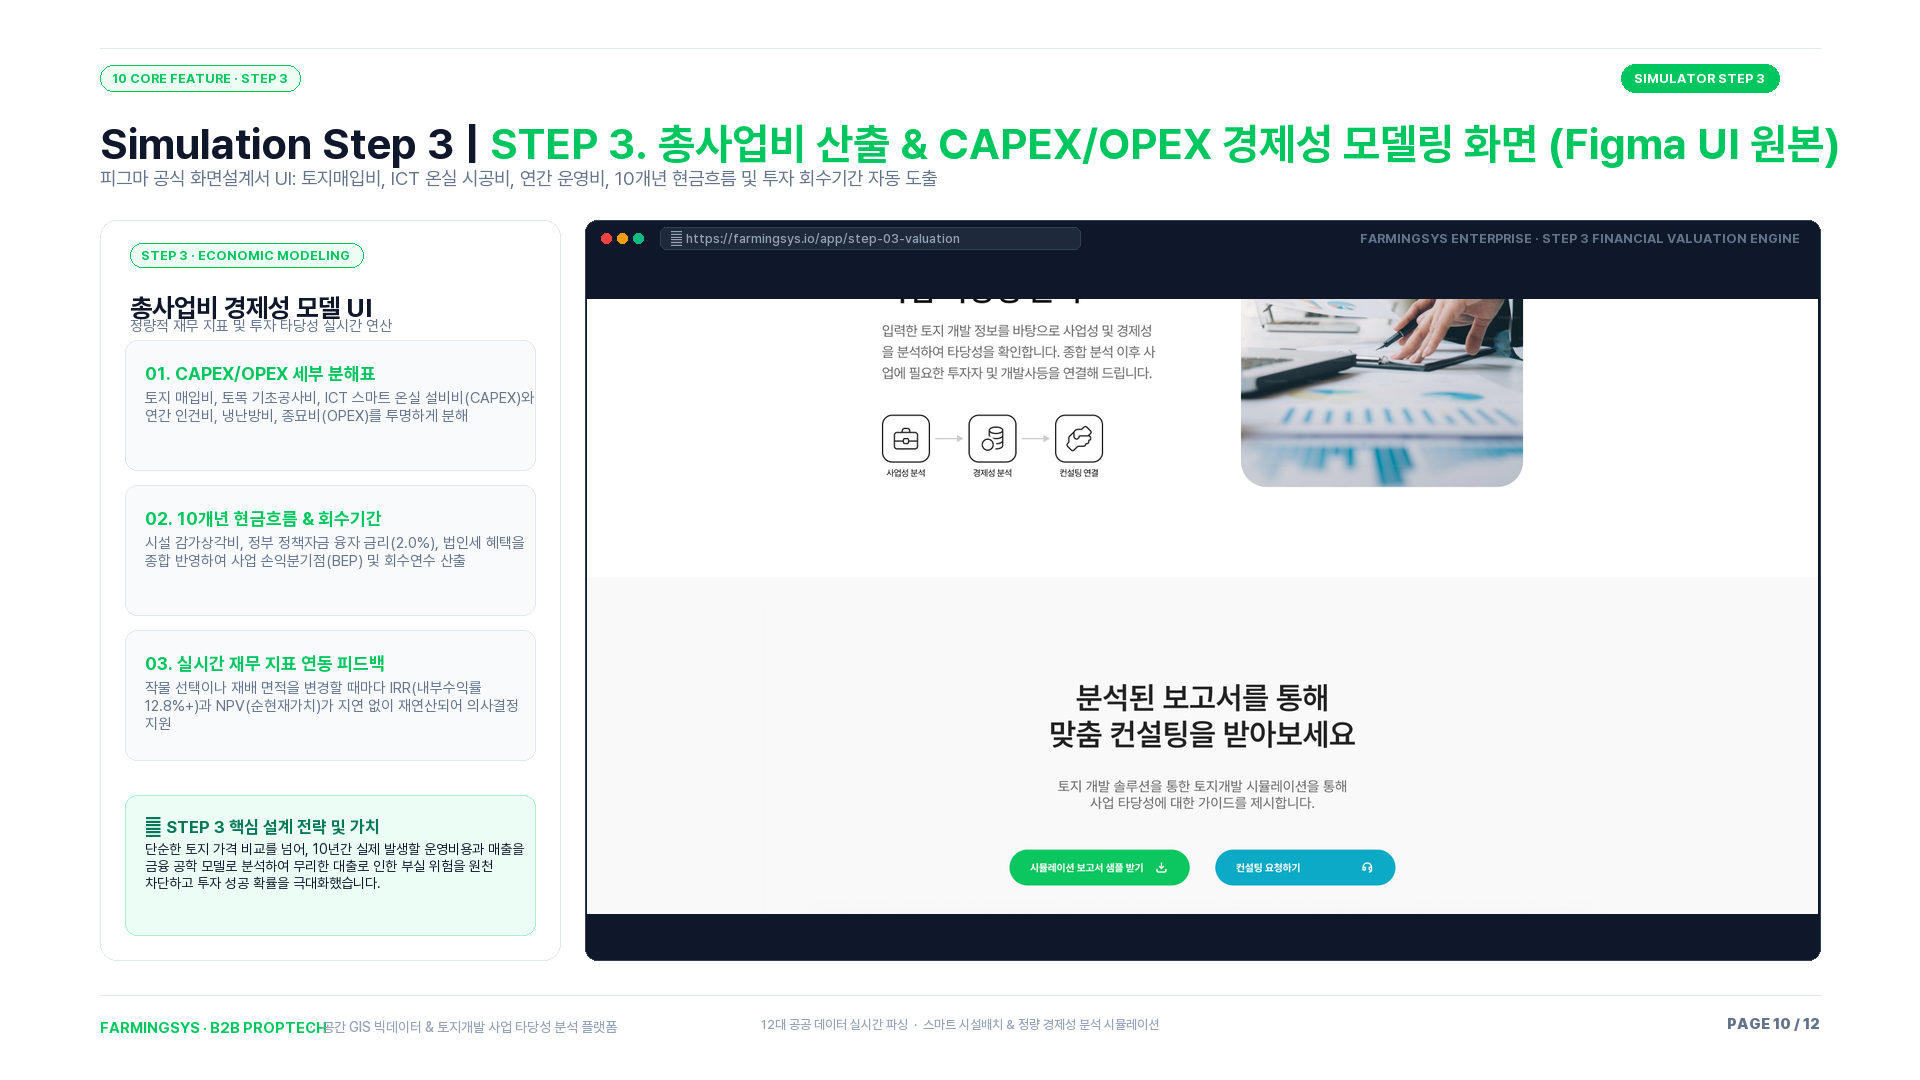 10 CORE FEATURE · STEP 3
SIMULATOR STEP 3
Simulation Step 3 | STEP 3. 총사업비 산출 & CAPEX/OPEX 경제성 모델링 화면 (Figma UI 원본)
피그마 공식 화면설계서 UI: 토지매입비, ICT 온실 시공비, 연간 운영비, 10개년 현금흐름 및 투자 회수기간 자동 도출
STEP 3 · ECONOMIC MODELING
총사업비 경제성 모델 UI
정량적 재무 지표 및 투자 타당성 실시간 연산
01. CAPEX/OPEX 세부 분해표
토지 매입비, 토목 기초공사비, ICT 스마트 온실 설비비(CAPEX)와
연간 인건비, 냉난방비, 종묘비(OPEX)를 투명하게 분해
02. 10개년 현금흐름 & 회수기간
시설 감가상각비, 정부 정책자금 융자 금리(2.0%), 법인세 혜택을
종합 반영하여 사업 손익분기점(BEP) 및 회수연수 산출
03. 실시간 재무 지표 연동 피드백
작물 선택이나 재배 면적을 변경할 때마다 IRR(내부수익률
12.8%+)과 NPV(순현재가치)가 지연 없이 재연산되어 의사결정
지원
STEP 3 핵심 설계 전략 및 가치
단순한 토지 가격 비교를 넘어, 10년간 실제 발생할 운영비용과 매출을
금융 공학 모델로 분석하여 무리한 대출로 인한 부실 위험을 원천
차단하고 투자 성공 확률을 극대화했습니다.
https://farmingsys.io/app/step-03-valuation
FARMINGSYS ENTERPRISE · STEP 3 FINANCIAL VALUATION ENGINE
입력한 토지 개발 정보를 바탕으로 사업성 및 경제성
을 분석하여 타당성을 확인합니다. 종합 분석 이후 사
업에 필요한 투자자 및 개발사등을 연결해 드립니다.
사업성 분석
경제성 분석
컨설팅 연결
분석된 보고서를 통해
맞춤 컨설팅을 받아보세요
토지 개발 솔루션을 통한 토지개발 시뮬레이션을 통해
사업 타당성에 대한 가이드를 제시합니다.
시뮬레이션 보고서 샘플 받기
컨설팅 요청하기
FARMINGSYS · B2B PROPTECH
공간 GIS 빅데이터 & 토지개발 사업 타당성 분석 플랫폼
12대 공공 데이터 실시간 파싱 · 스마트 시설배치 & 정량 경제성 분석 시뮬레이션
PAGE 10 / 12